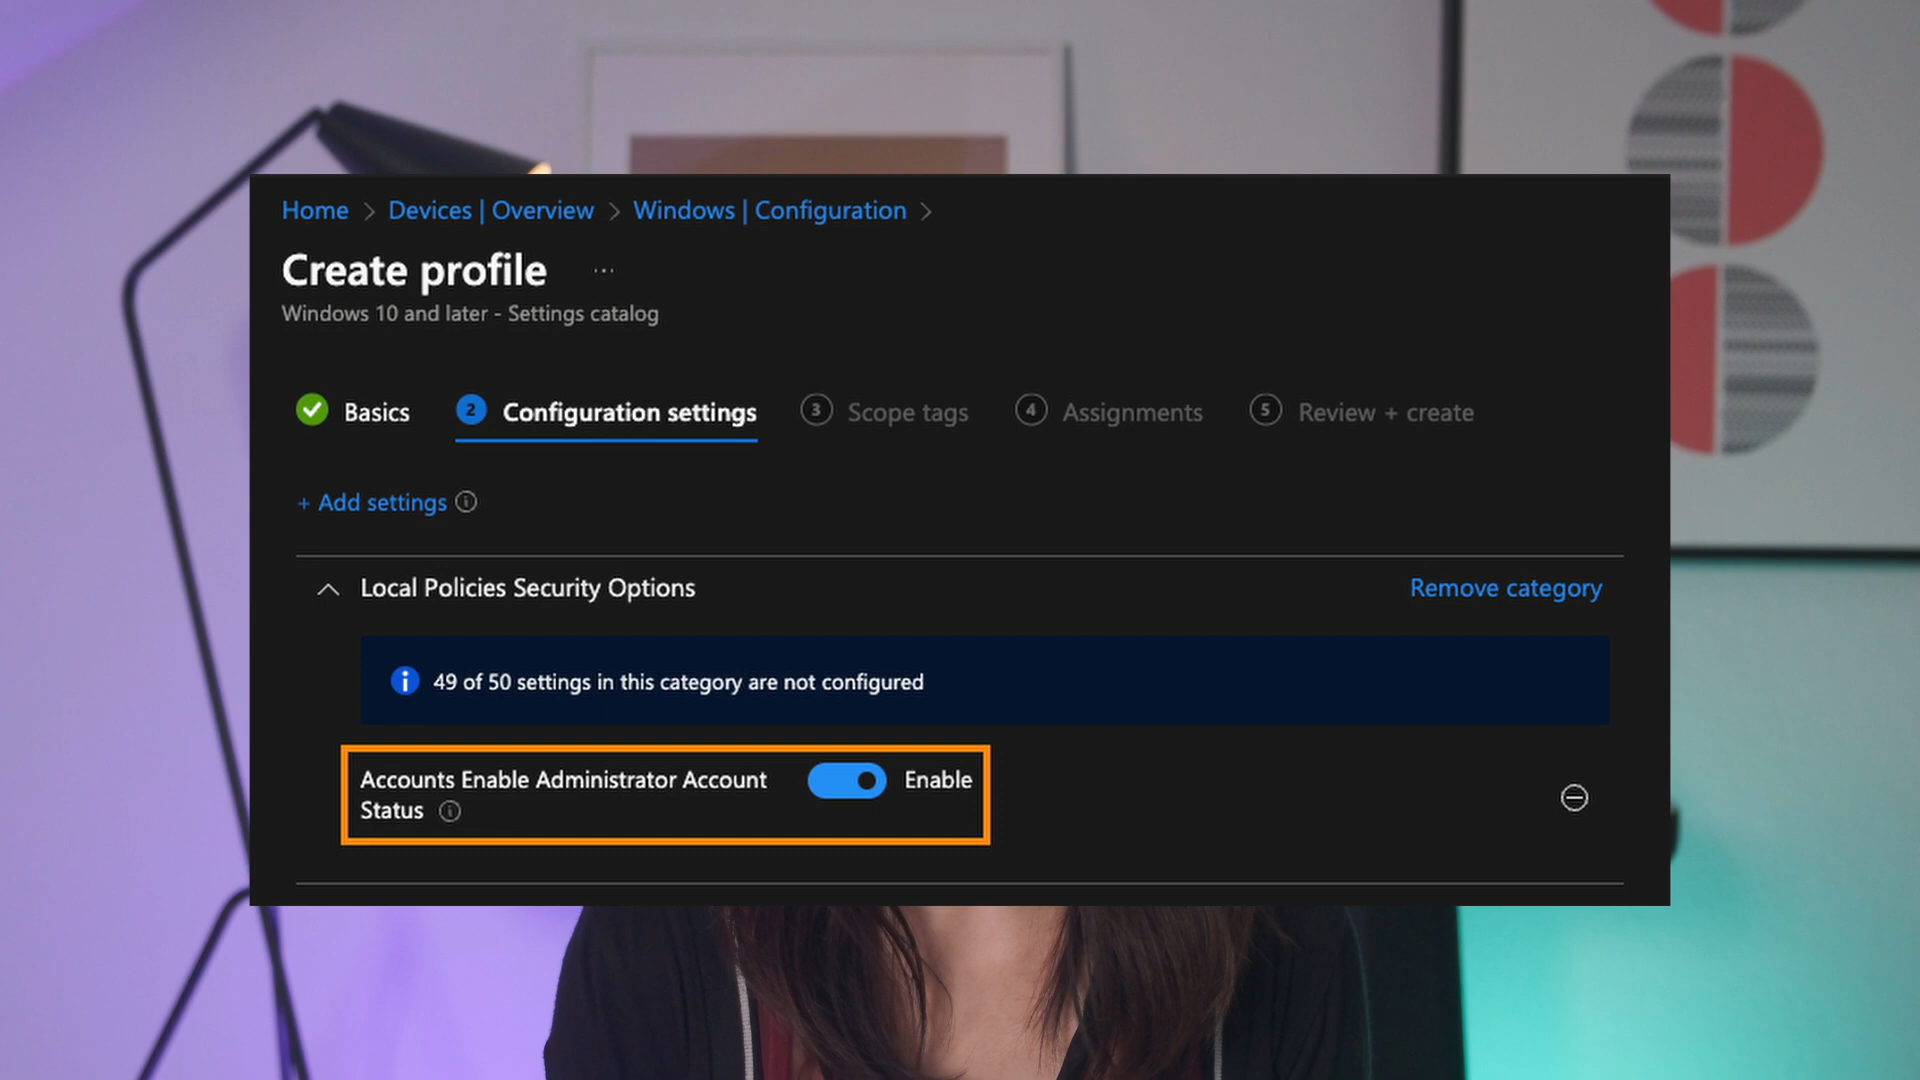 Home > Devices | Overview > Windows | Configuration >
Create profile ...
Windows 10 and later - Settings catalog
Basics 2 Configuration settings 3 Scope tags 4 Assignments 5 Review + create
+ Add settings
Local Policies Security Options Remove category
49 of 50 settings in this category are not configured
Accounts Enable Administrator Account Enable
Status